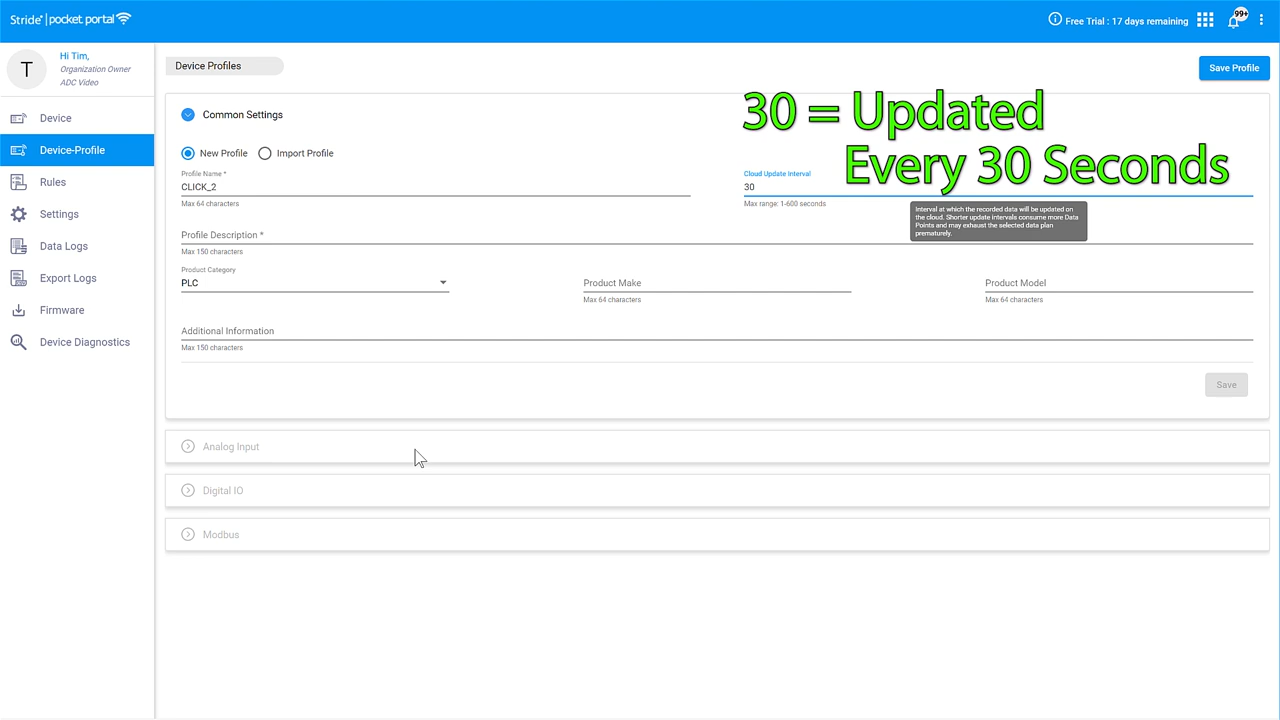 Stride® | pocket portal
Free Trial : 17 days remaining
99+
T
Hi Tim,
Organization Owner
ADC Video
Device
Device-Profile
Rules
Settings
Data Logs
Export Logs
Firmware
Device Diagnostics
Device Profiles
Save Profile
30 = Updated
Every 30 Seconds
Common Settings
New Profile
Import Profile
Profile Name *
CLICK_2
Max 64 characters
Cloud Update Interval
30
Max range: 1-600 seconds
Interval at which the recorded data will be updated on
the cloud. Shorter update intervals consume more Data
Points and may exhaust the selected data plan
prematurely.
Profile Description *
Max 150 characters
Product Category
PLC
Product Make
Max 64 characters
Product Model
Max 64 characters
Additional Information
Max 150 characters
Save
Analog Input
Digital IO
Modbus